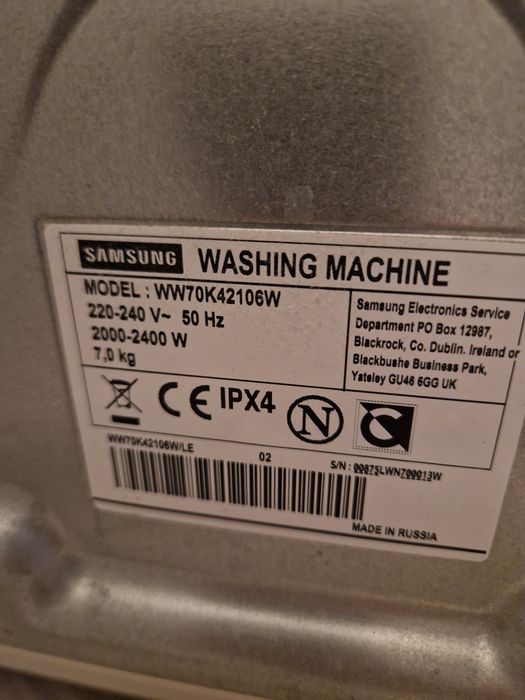 SAMSUNG WASHING MACHINE
MODEL : WW70K42106W
220-240 V~ 50 Hz
2000-2400 W
7,0 kg
Samsung Electronics Service
Department PO Box 12987,
Blackrock, Co. Dublin. Ireland or
Blackbushe Business Park,
Yateley GU46 6GG UK
CE IPX4 N
WW70K42106W/LE
02
S/N : 00875LWN700013W
MADE IN RUSSIA